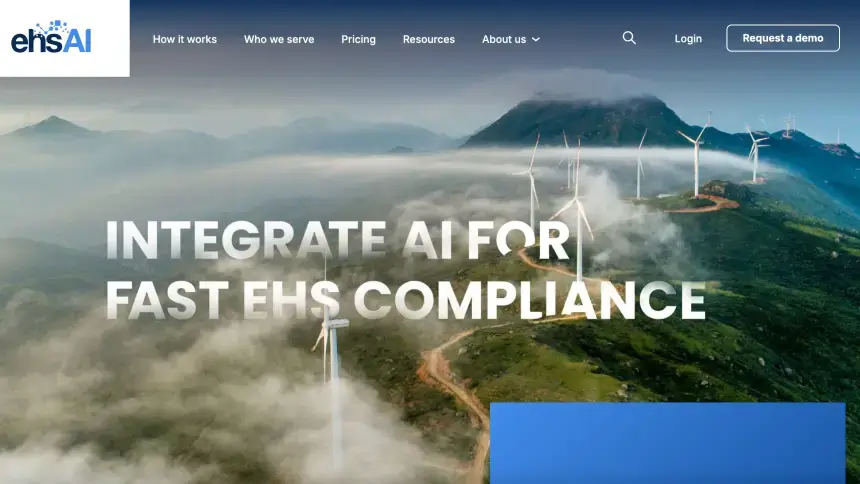 ehsAI
How it works
Who we serve
Pricing
Resources
About us
Login
Request a demo
INTEGRATE AI FOR
FAST EHS COMPLIANCE